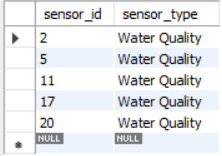 sensor_id sensor_type
2 Water Quality
5 Water Quality
11 Water Quality
17 Water Quality
20 Water Quality
NULL NULL